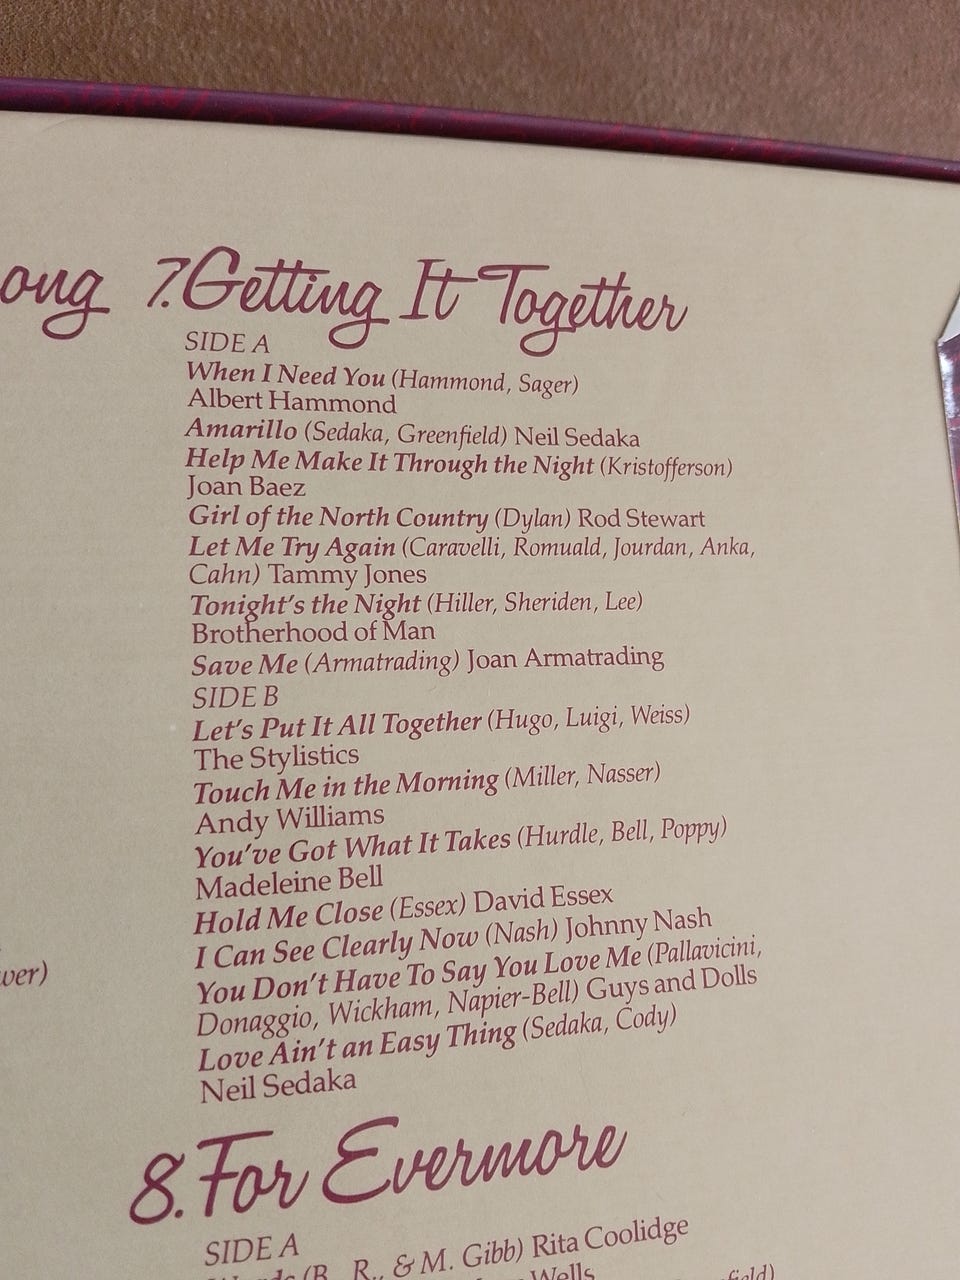 ong
7. Getting It Together
SIDE A
When I Need You (Hammond, Sager)
Albert Hammond
Amarillo (Sedaka, Greenfield) Neil Sedaka
Help Me Make It Through the Night (Kristofferson)
Joan Baez
Girl of the North Country (Dylan) Rod Stewart
Let Me Try Again (Caravelli, Romuald, Jourdan, Anka,
Cahn) Tammy Jones
Tonight's the Night (Hiller, Sheriden, Lee)
Brotherhood of Man
Save Me (Armatrading) Joan Armatrading
SIDE B
Let's Put It All Together (Hugo, Luigi, Weiss)
The Stylistics
Touch Me in the Morning (Miller, Nasser)
Andy Williams
You've Got What It Takes (Hurdle, Bell, Poppy)
Madeleine Bell
Hold Me Close (Essex) David Essex
I Can See Clearly Now (Nash) Johnny Nash
You Don't Have To Say You Love Me (Pallavicini,
Donaggio, Wickham, Napier-Bell) Guys and Dolls
Love Ain't an Easy Thing (Sedaka, Cody)
Neil Sedaka
wer)
8. For Evermore
SIDE A
Words (B., R., & M. Gibb) Rita Coolidge
Wells
field)